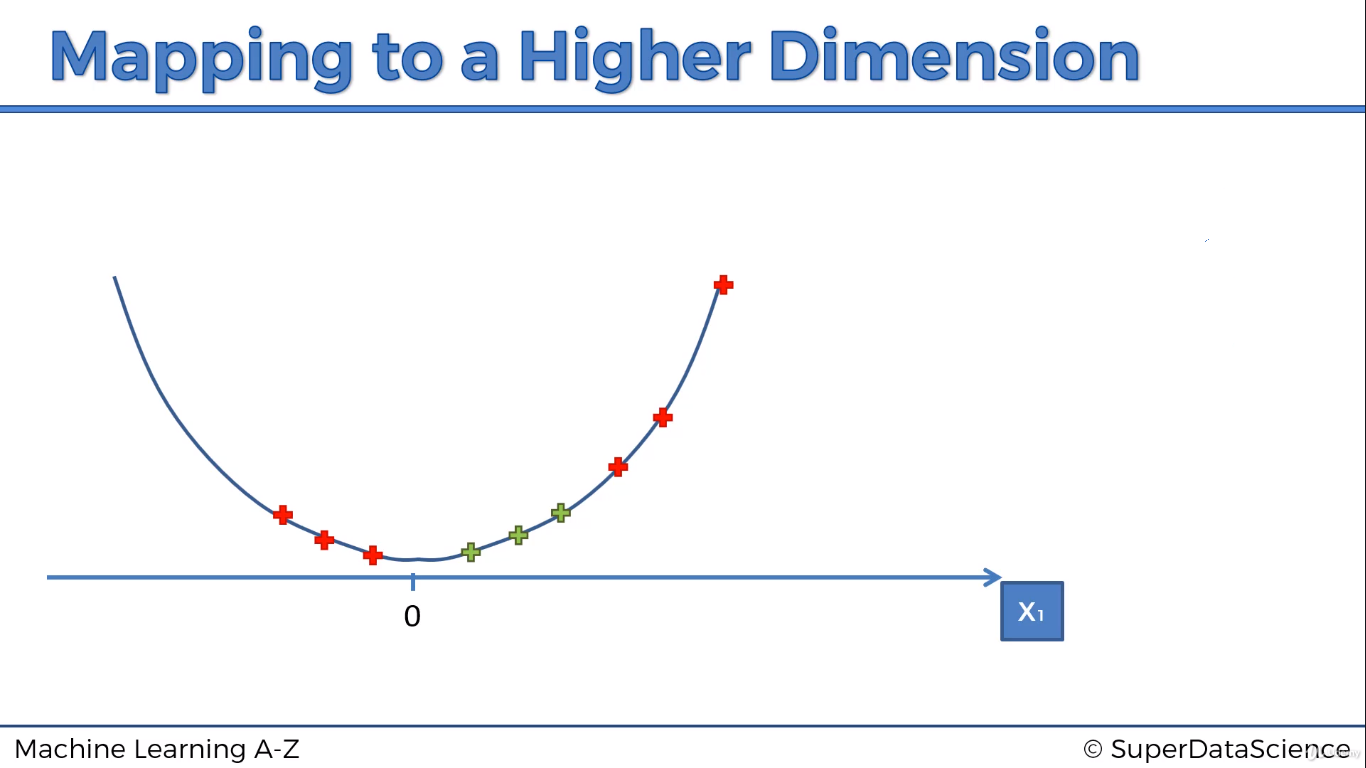 Mapping to a Higher Dimension
0
X₁
Machine Learning A-Z
© SuperDataScience